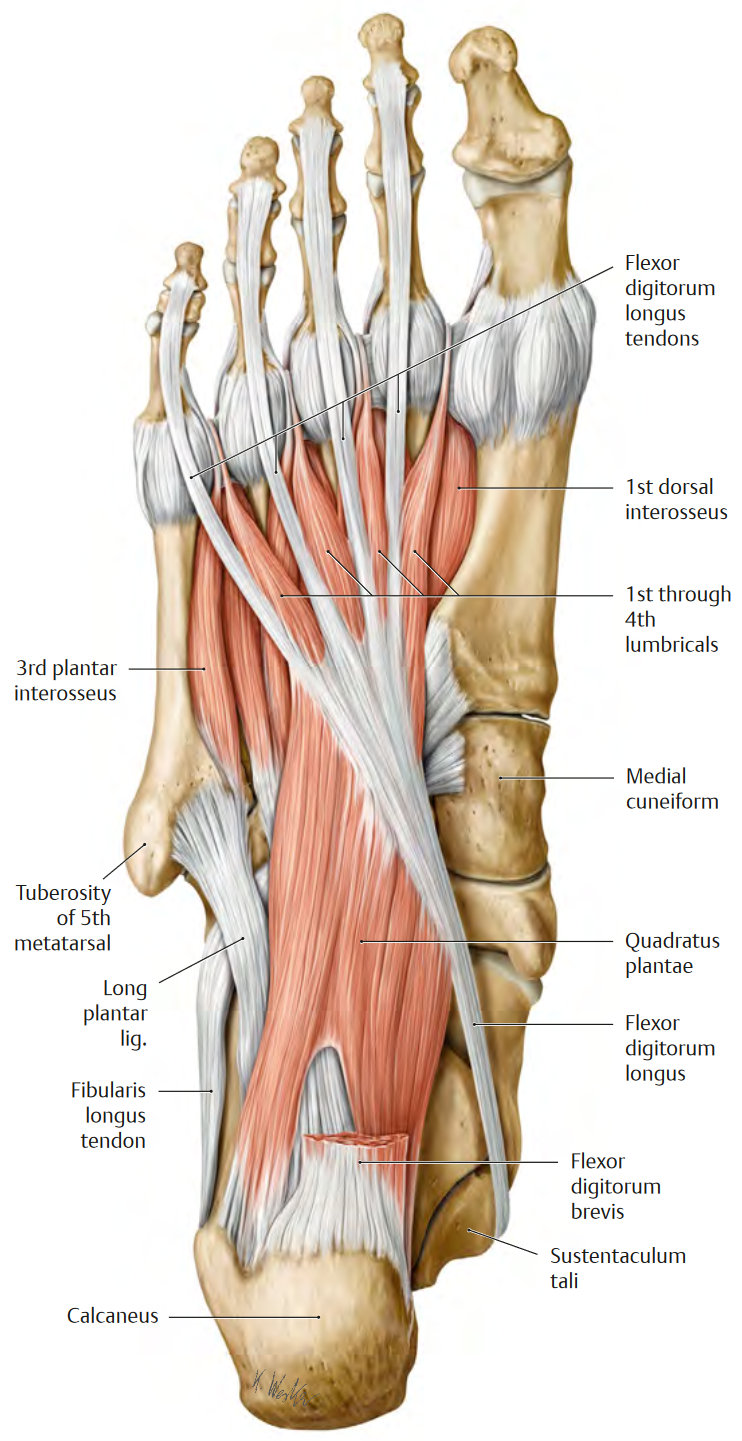 Flexor
digitorum
longus
tendons
1st dorsal
interosseus
1st through
4th
lumbricals
3rd plantar
interosseus
Medial
cuneiform
Tuberosity
of 5th
metatarsal
Quadratus
plantae
Long
plantar
lig.
Flexor
digitorum
longus
Fibularis
longus
tendon
Flexor
digitorum
brevis
Sustentaculum
tali
Calcaneus